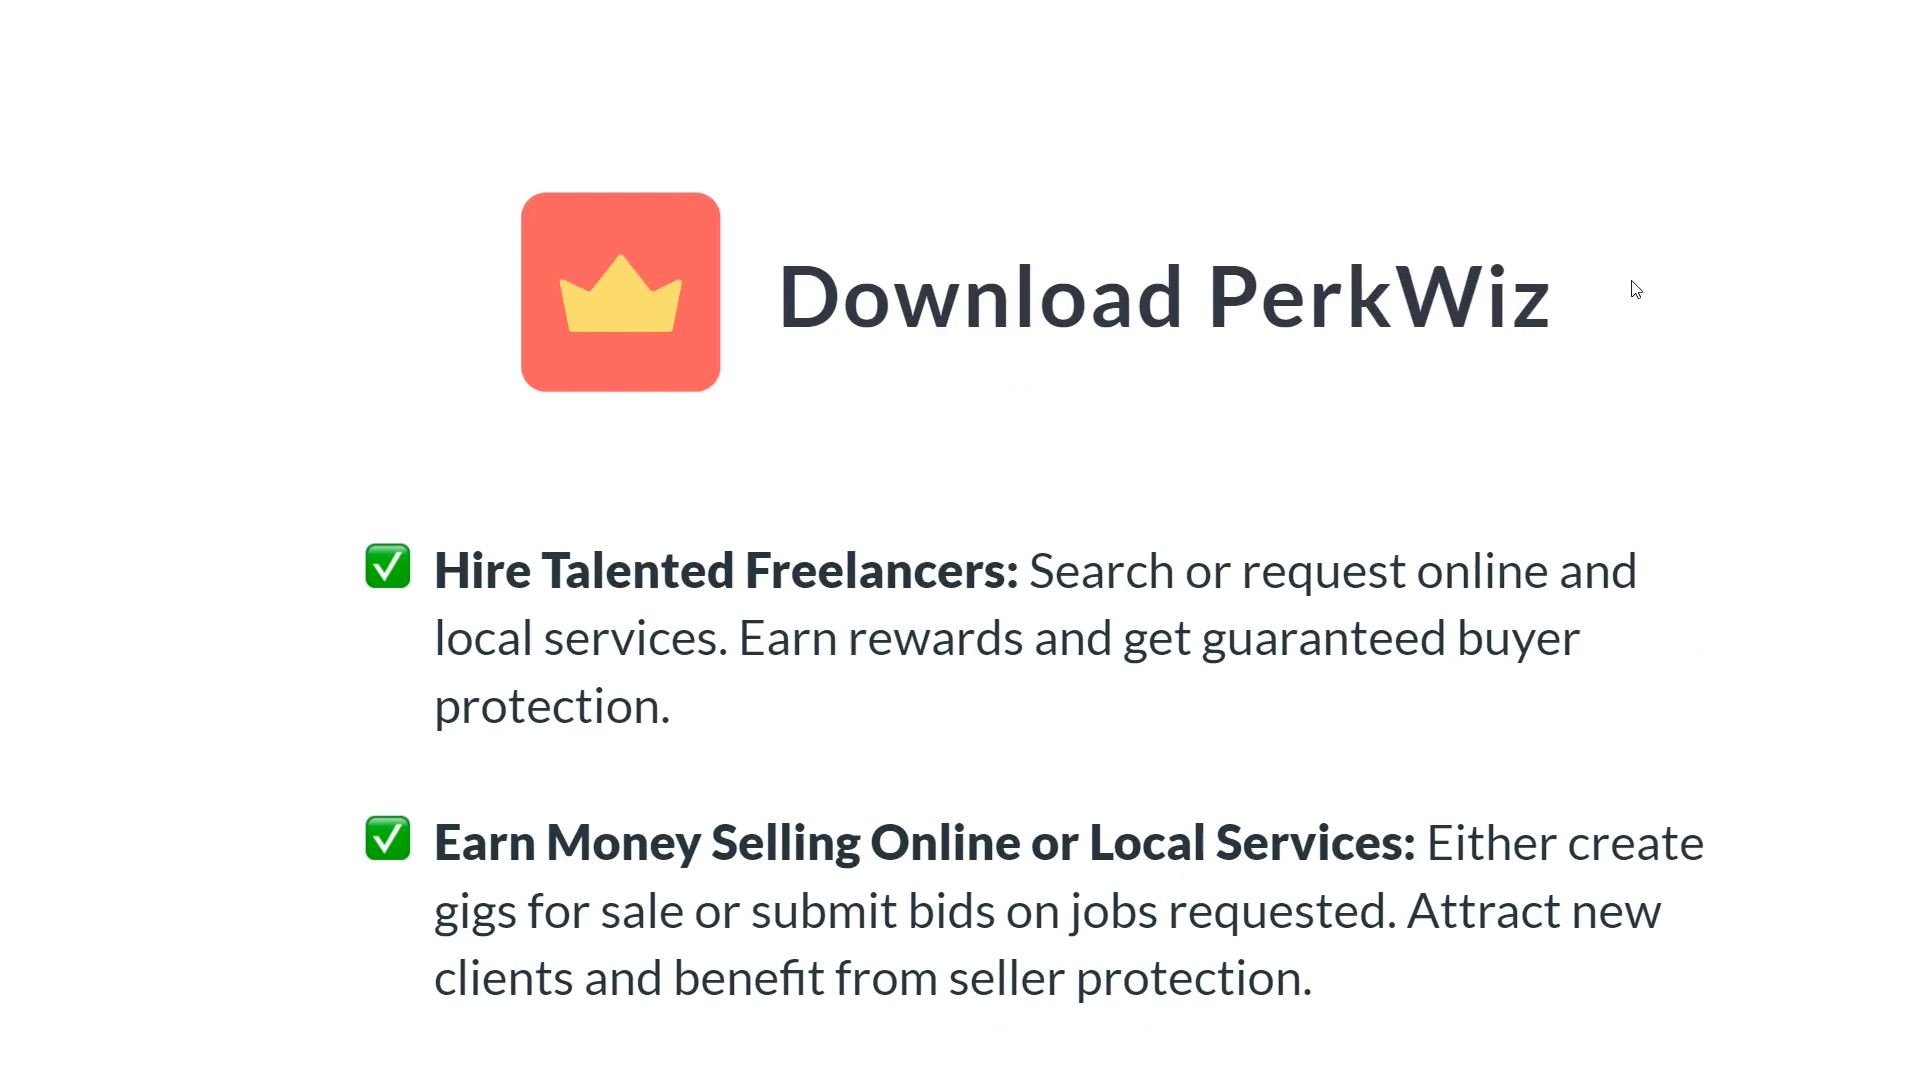 Download PerkWiz
✅ Hire Talented Freelancers: Search or request online and
local services. Earn rewards and get guaranteed buyer
protection.
✅ Earn Money Selling Online or Local Services: Either create
gigs for sale or submit bids on jobs requested. Attract new
clients and benefit from seller protection.